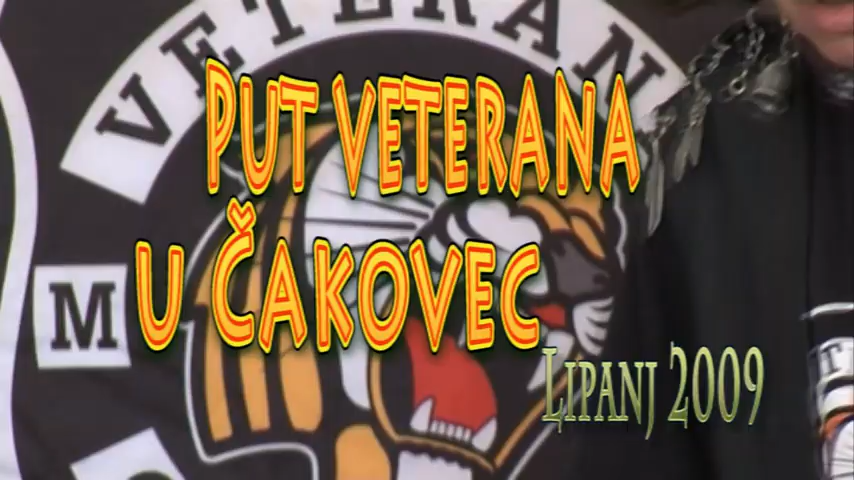 VETERAN
PUT VETERANA
U ČAKOVEC
M
LIPANJ 2009